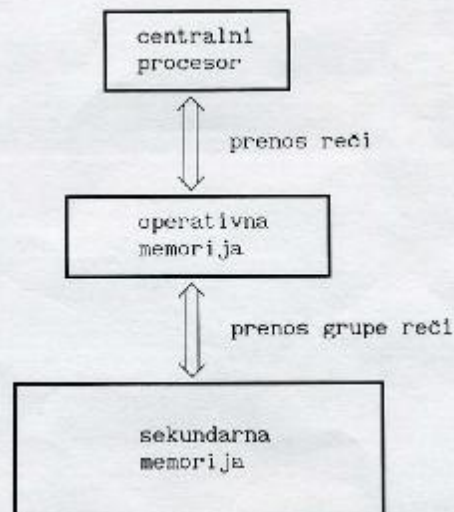 centralni
procesor
prenos reči
operativna
memorija
prenos grupe reči
sekundarna
memorija